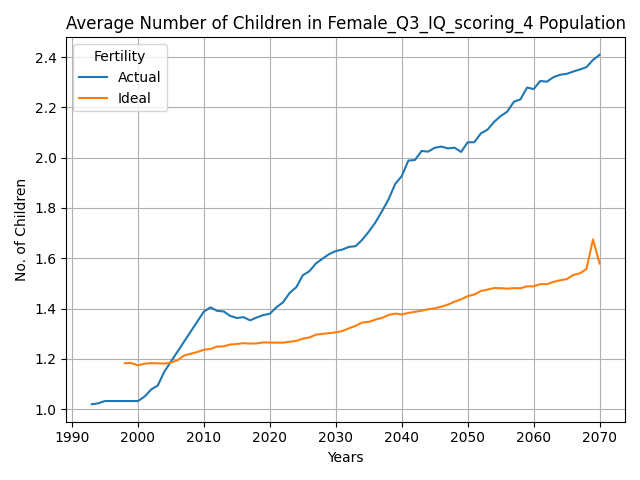 Average Number of Children in Female_Q3_IQ_scoring_4 Population
Fertility
Actual
Ideal
No. of Children
2.4
2.2
2.0
1.8
1.6
1.4
1.2
1.0
1990 2000 2010 2020 2030 2040 2050 2060 2070
Years